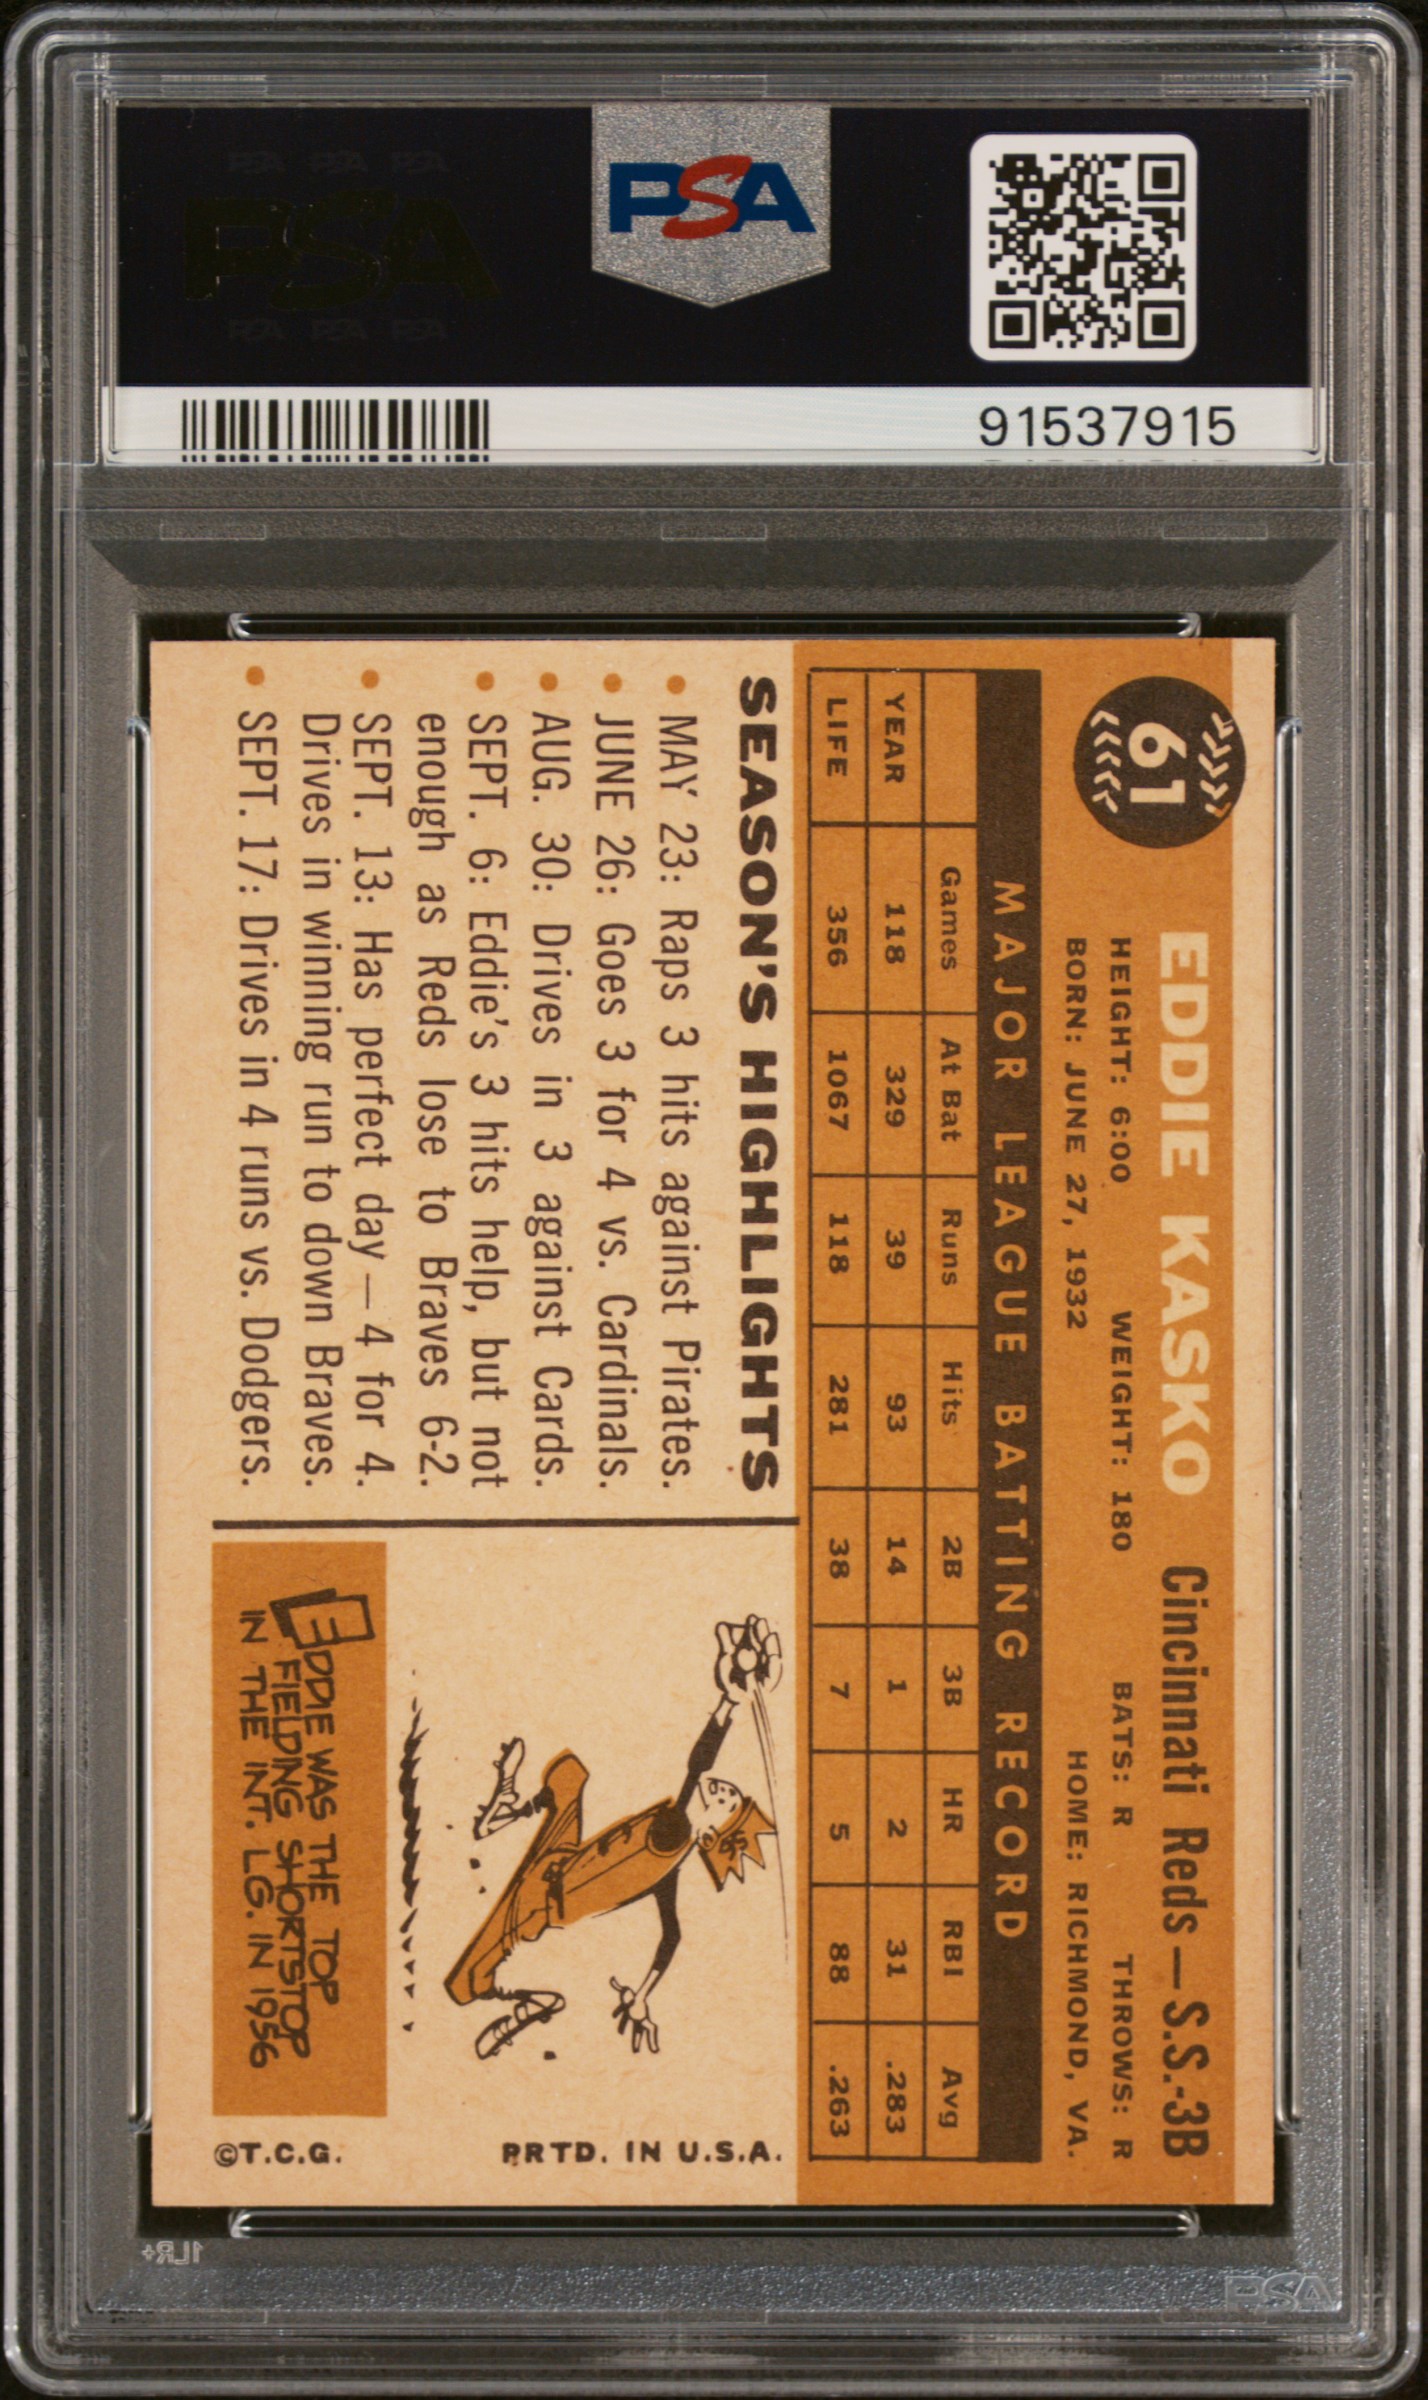 PSA
PSA
91537915
61
EDDIE KASKO Cincinnati Reds—S.S.-3B
HEIGHT: 6:00 WEIGHT: 180 BATS: R THROWS: R
BORN: JUNE 27, 1932 HOME: RICHMOND, VA.
MAJOR LEAGUE BATTING RECORD
Games At Bat Runs Hits 2B 3B HR RBI Avg
YEAR 118 329 39 93 14 1 2 31 .283
LIFE 356 1067 118 281 38 7 5 88 .263
SEASON'S HIGHLIGHTS
• MAY 23: Raps 3 hits against Pirates.
• JUNE 26: Goes 3 for 4 vs. Cardinals.
• AUG. 30: Drives in 3 against Cards.
• SEPT. 6: Eddie's 3 hits help, but not
enough as Reds lose to Braves 6-2.
• SEPT. 13: Has perfect day—4 for 4.
Drives in winning run to down Braves.
• SEPT. 17: Drives in 4 runs vs. Dodgers.
EDDIE WAS THE TOP
FIELDING SHORTSTOP
IN THE INT. LG. IN 1956
©T.C.G. PRTD. IN U.S.A.
1LR+
PSA